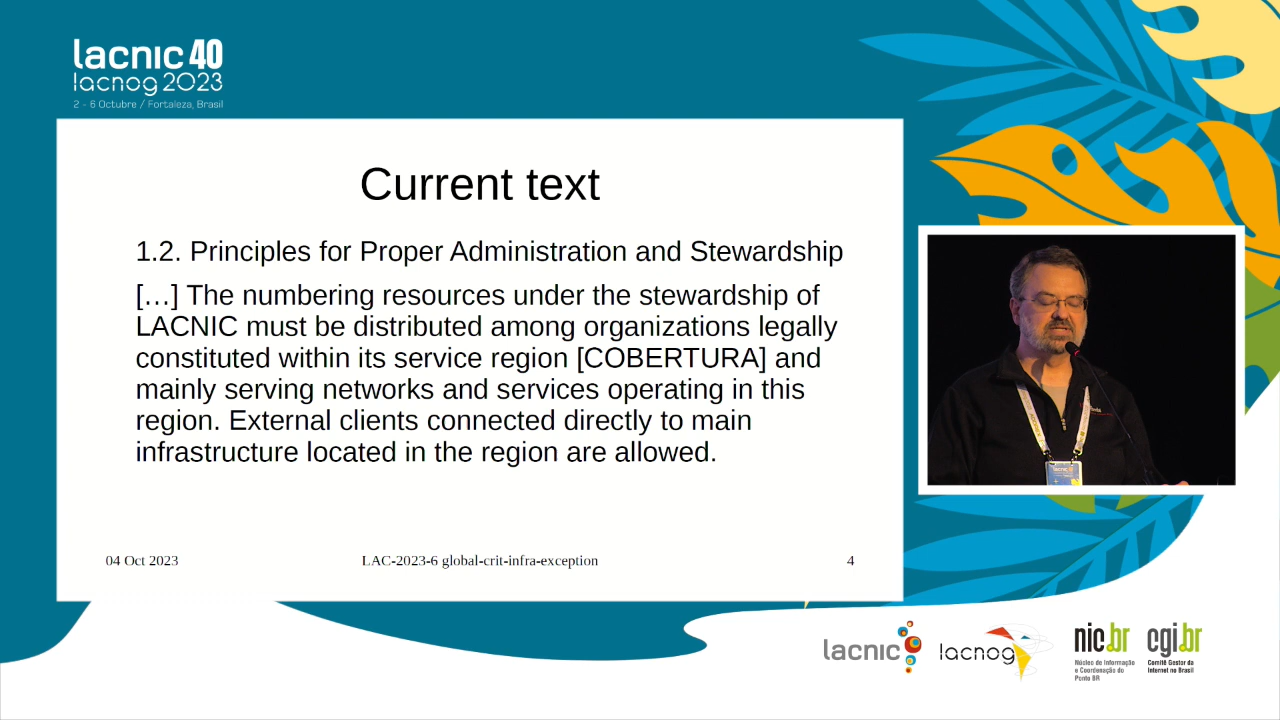 lacnic 40
lacnog 2023
2 - 6 Octubre / Fortaleza, Brasil
Current text
1.2. Principles for Proper Administration and Stewardship
[…] The numbering resources under the stewardship of
LACNIC must be distributed among organizations legally
constituted within its service region [COBERTURA] and
mainly serving networks and services operating in this
region. External clients connected directly to main
infrastructure located in the region are allowed.
04 Oct 2023
LAC-2023-6 global-crit-infra-exception
4
lacnic
lacnog
nic.br
Núcleo de Informação
e Coordenação do
Ponto BR
cgi.br
Comitê Gestor da
Internet no Brasil